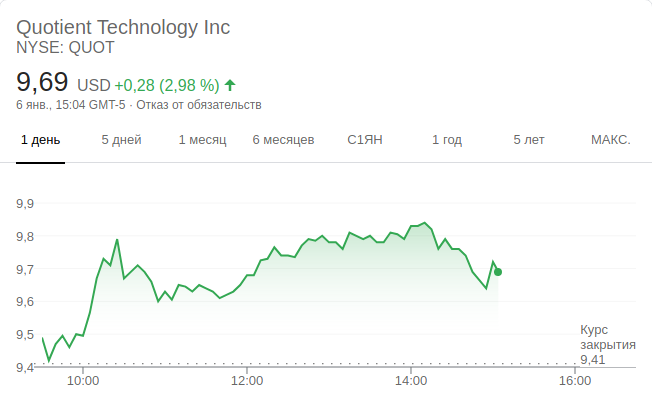 Quotient Technology Inc
NYSE: QUOT
9,69 USD +0,28 (2,98 %)
6 янв., 15:04 GMT-5 · Отказ от обязательств
1 день 5 дней 1 месяц 6 месяцев С1ЯН 1 год 5 лет МАКС.
9,9
9,8
9,7
9,6
9,5
9,4
Курс
закрытия
9,41
10:00 12:00 14:00 16:00